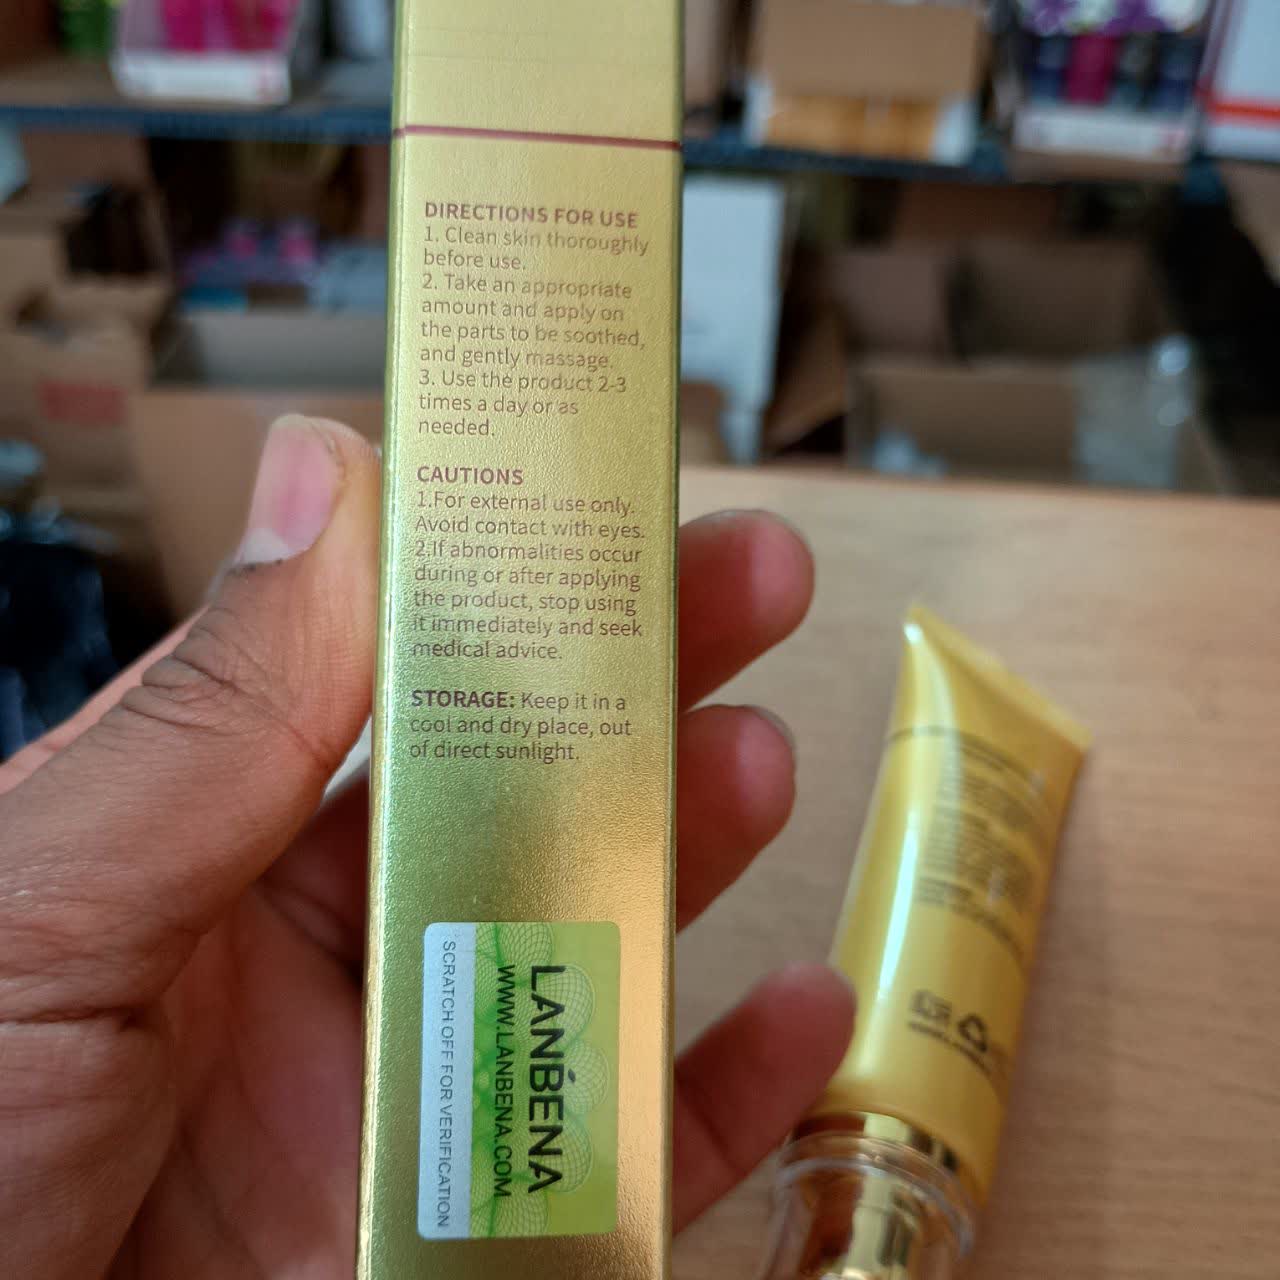 DIRECTIONS FOR USE
1. Clean skin thoroughly
before use.
2. Take an appropriate
amount and apply on
the parts to be soothed,
and gently massage.
3. Use the product 2-3
times a day or as
needed.
CAUTIONS
1.For external use only.
Avoid contact with eyes.
2.If abnormalities occur
during or after applying
the product, stop using
it immediately and seek
medical advice.
STORAGE: Keep it in a
cool and dry place, out
of direct sunlight.
LANBÉNA
WWW.LANBENA.COM
SCRATCH OFF FOR VERIFICATION